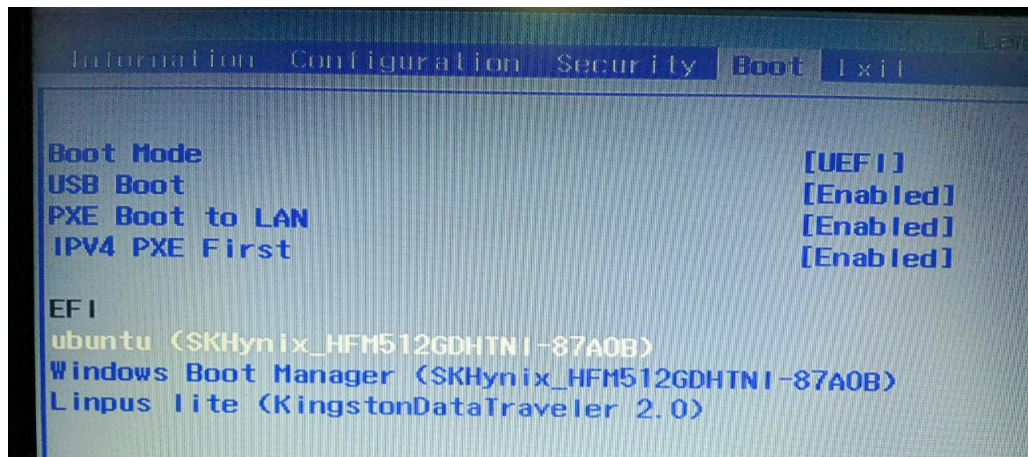 Len
Information Configuration Security Boot Exit
Boot Mode [UEFI]
USB Boot [Enabled]
PXE Boot to LAN [Enabled]
IPV4 PXE First [Enabled]
EFI
ubuntu (SKHynix_HFM512GDHTNI-87A0B)
Windows Boot Manager (SKHynix_HFM512GDHTNI-87A0B)
Linpus lite (KingstonDataTraveler 2.0)